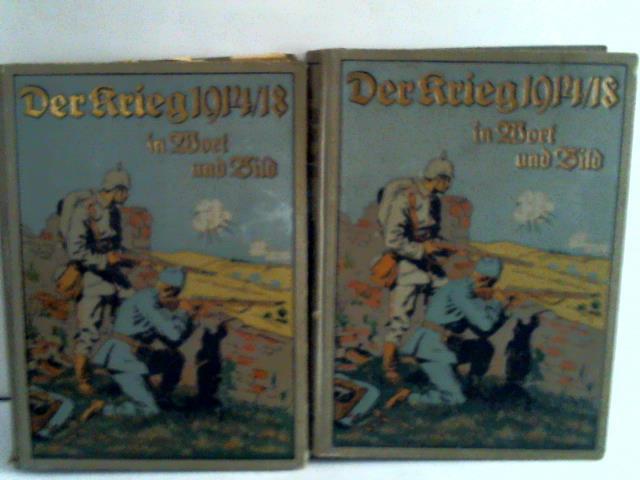 Der Krieg 1914/18
in Wort
und Bild
Der Krieg 1914/18
in Wort
und Bild